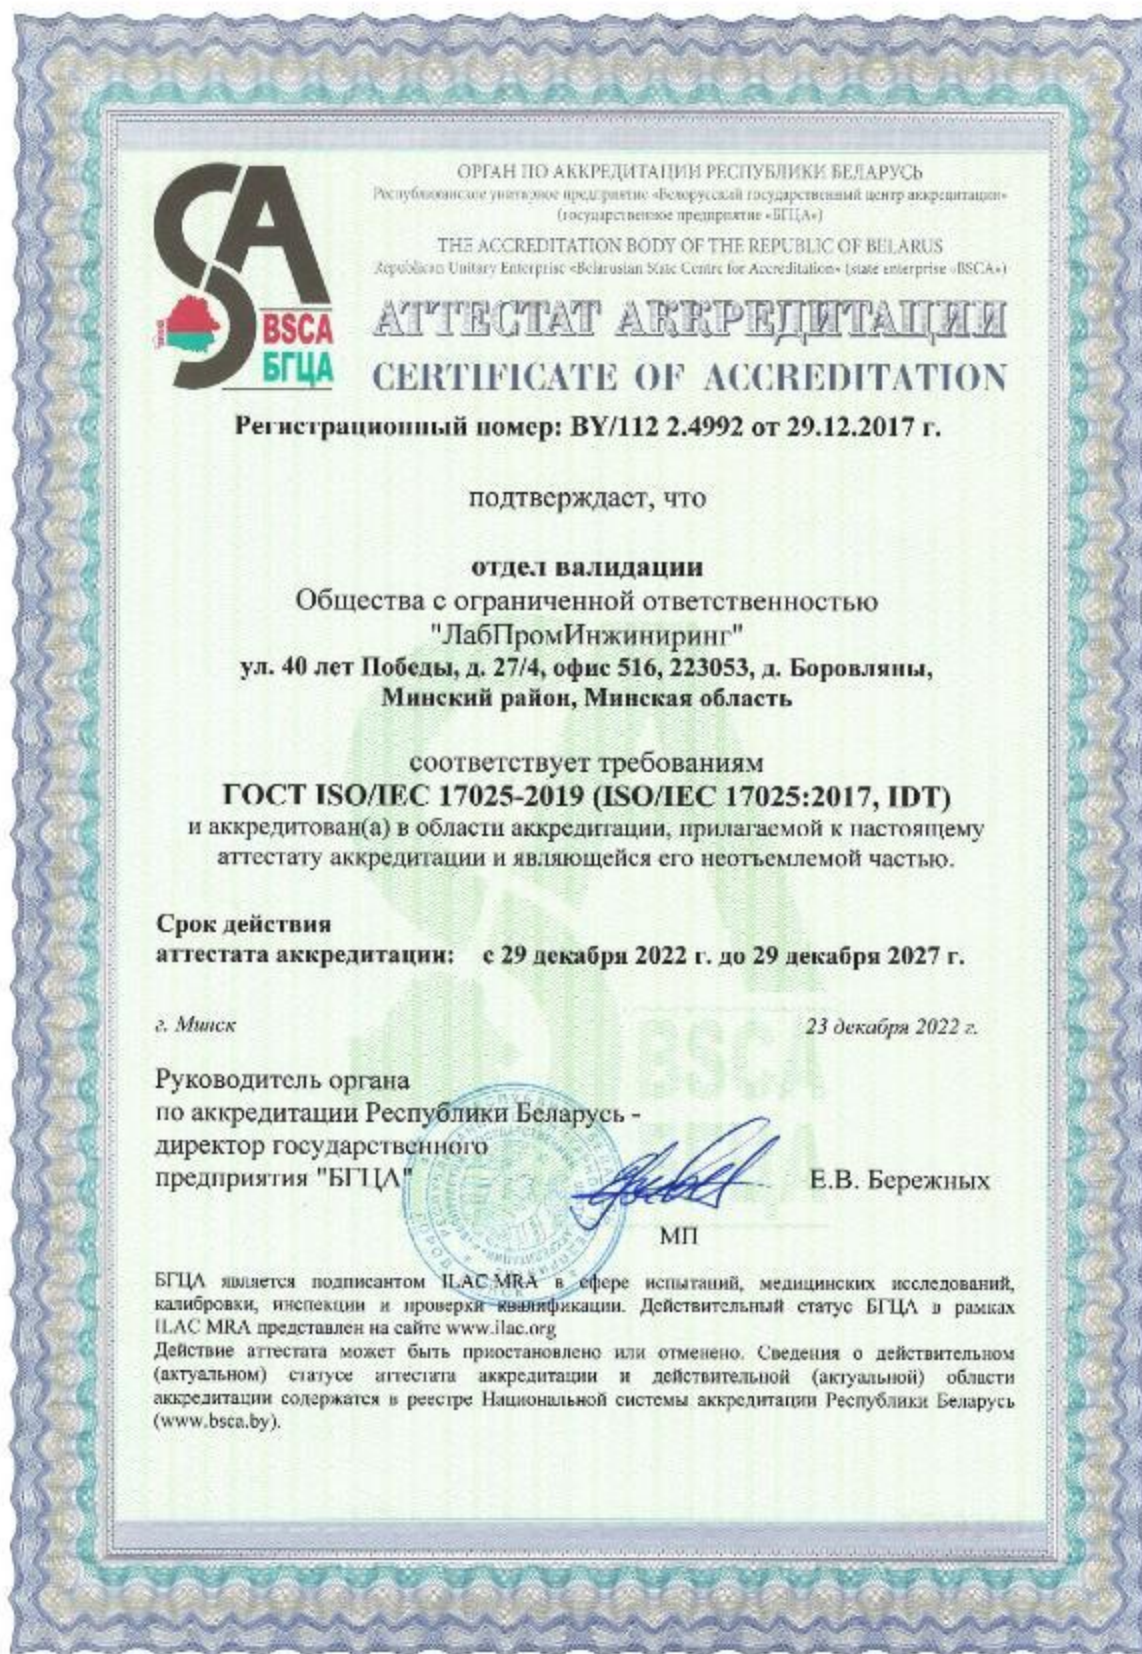 SA
BSCA
БГЦА
ОРГАН ПО АККРЕДИТАЦИИ РЕСПУБЛИКИ БЕЛАРУСЬ
Республиканское унитарное предприятие «Белорусский государственный центр аккредитации»
(государственное предприятие «БГЦА»)
THE ACCREDITATION BODY OF THE REPUBLIC OF BELARUS
Republican Unitary Enterprise «Belarusian State Centre for Accreditation» (state enterprise «BSCA»)
АТТЕСТАТ АККРЕДИТАЦИИ
CERTIFICATE OF ACCREDITATION
Регистрационный номер: BY/112 2.4992 от 29.12.2017 г.
подтверждает, что
отдел валидации
Общества с ограниченной ответственностью
"ЛабПромИнжиниринг"
ул. 40 лет Победы, д. 27/4, офис 516, 223053, д. Боровляны,
Минский район, Минская область
соответствует требованиям
ГОСТ ISO/IEC 17025-2019 (ISO/IEC 17025:2017, IDT)
и аккредитован(а) в области аккредитации, прилагаемой к настоящему
аттестату аккредитации и являющейся его неотъемлемой частью.
Срок действия
аттестата аккредитации: с 29 декабря 2022 г. до 29 декабря 2027 г.
г. Минск 23 декабря 2022 г.
Руководитель органа
по аккредитации Республики Беларусь -
директор государственного
предприятия "БГЦА" Е.В. Бережных
МП
БГЦА является подписантом ILAC MRA в сфере испытаний, медицинских исследований,
калибровки, инспекции и проверки квалификации. Действительный статус БГЦА в рамках
ILAC MRA представлен на сайте www.ilac.org
Действие аттестата может быть приостановлено или отменено. Сведения о действительном
(актуальном) статусе аттестата аккредитации и действительной (актуальной) области
аккредитации содержатся в реестре Национальной системы аккредитации Республики Беларусь
(www.bsca.by).